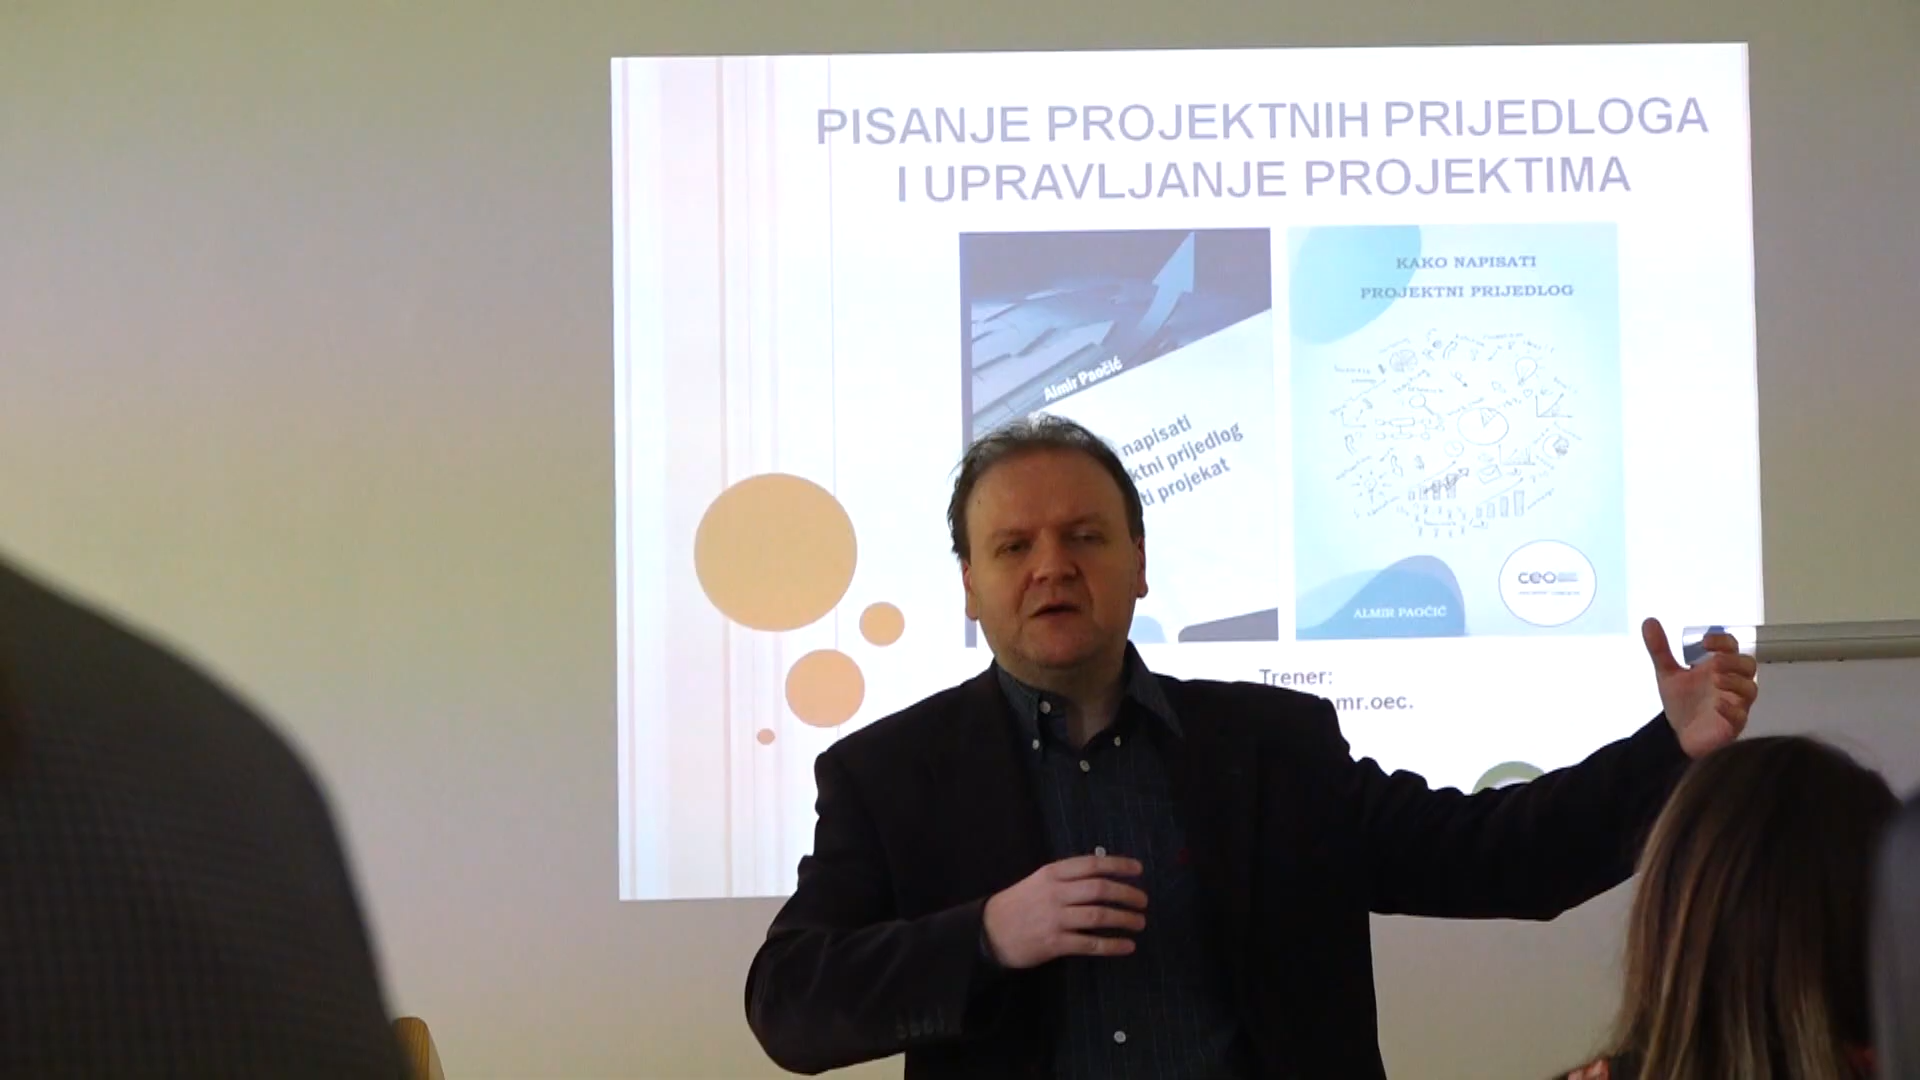 PISANJE PROJEKTNIH PRIJEDLOGA
I UPRAVLJANJE PROJEKTIMA
Almir Paočić
napisati
ktni prijedlog
ti projekat
KAKO NAPISATI
PROJEKTNI PRIJEDLOG
CEO
ALMIR PAOČIĆ
Trener:
mr.oec.